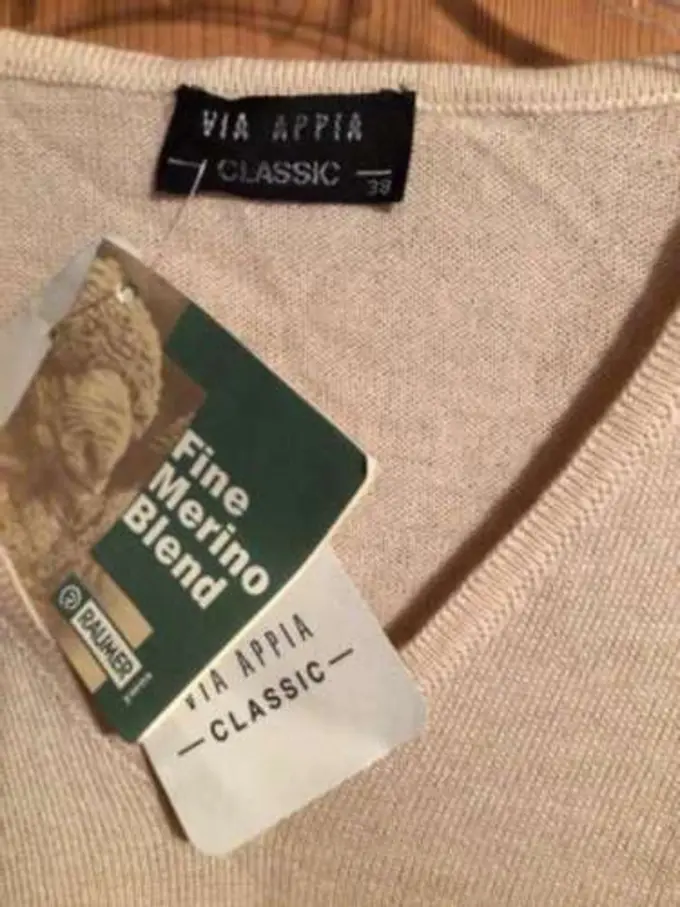 VIA APPIA
— CLASSIC —
38
Fine
Merino
Blend
R RAUMER
VIA APPIA
—CLASSIC—